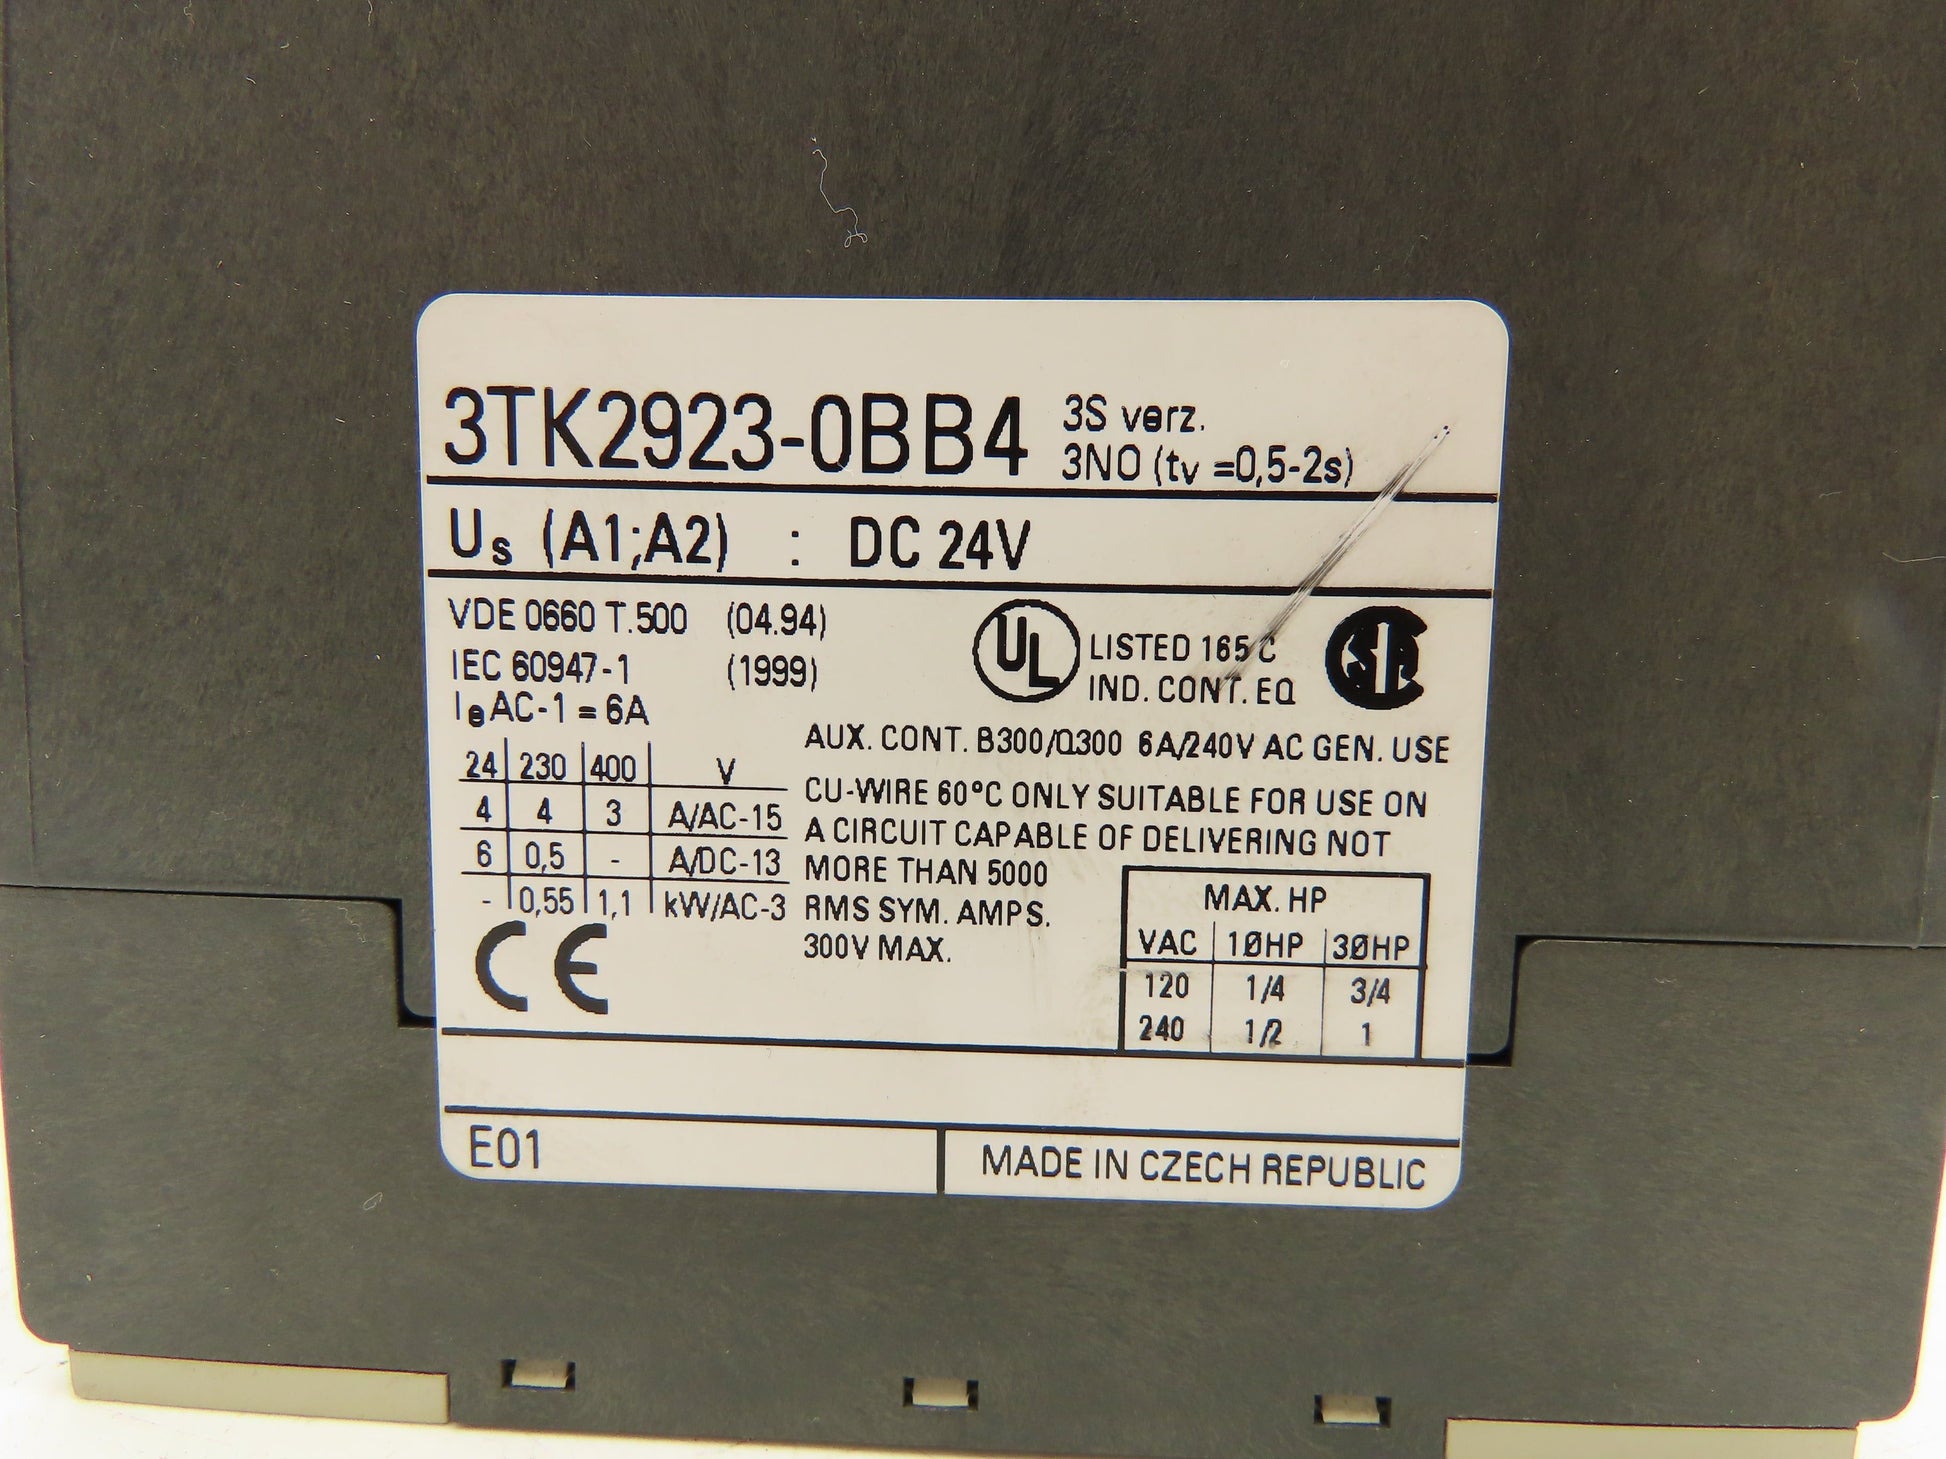 3TK2923-0BB4 3S verz.
3NO (tv =0,5-2s)
Us (A1;A2) : DC 24V
VDE 0660 T.500 (04.94)
IEC 60947-1 (1999)
Ie AC-1 = 6A
24 230 400 V
4 4 3 A/AC-15
6 0,5 - A/DC-13
- 0,55 1,1 kW/AC-3
CE
UL LISTED 165 C
IND. CONT. EQ
SA
AUX. CONT. B300/Q300 6A/240V AC GEN. USE
CU-WIRE 60°C ONLY SUITABLE FOR USE ON
A CIRCUIT CAPABLE OF DELIVERING NOT
MORE THAN 5000
RMS SYM. AMPS.
300V MAX.
MAX. HP
VAC 1ØHP 3ØHP
120 1/4 3/4
240 1/2 1
E01
MADE IN CZECH REPUBLIC